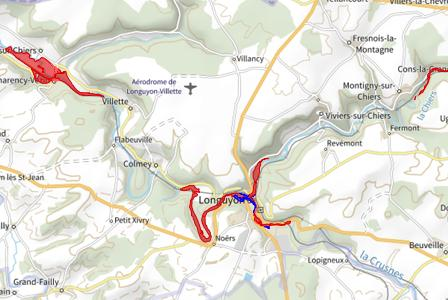 Fresnois-la-
Montagne
Villancy
Cons-la-
Aérodrome de
Longuyon-Villette
Montigny-sur-
Chiers
Villette
Viviers-sur-Chiers
la Chiers
Fermont
Flabeuville
Revémont
Colmey
Longuyon
Petit Xivry
Noërs
la Crusnes
Beuveille
Lopigneux
Grand-Failly